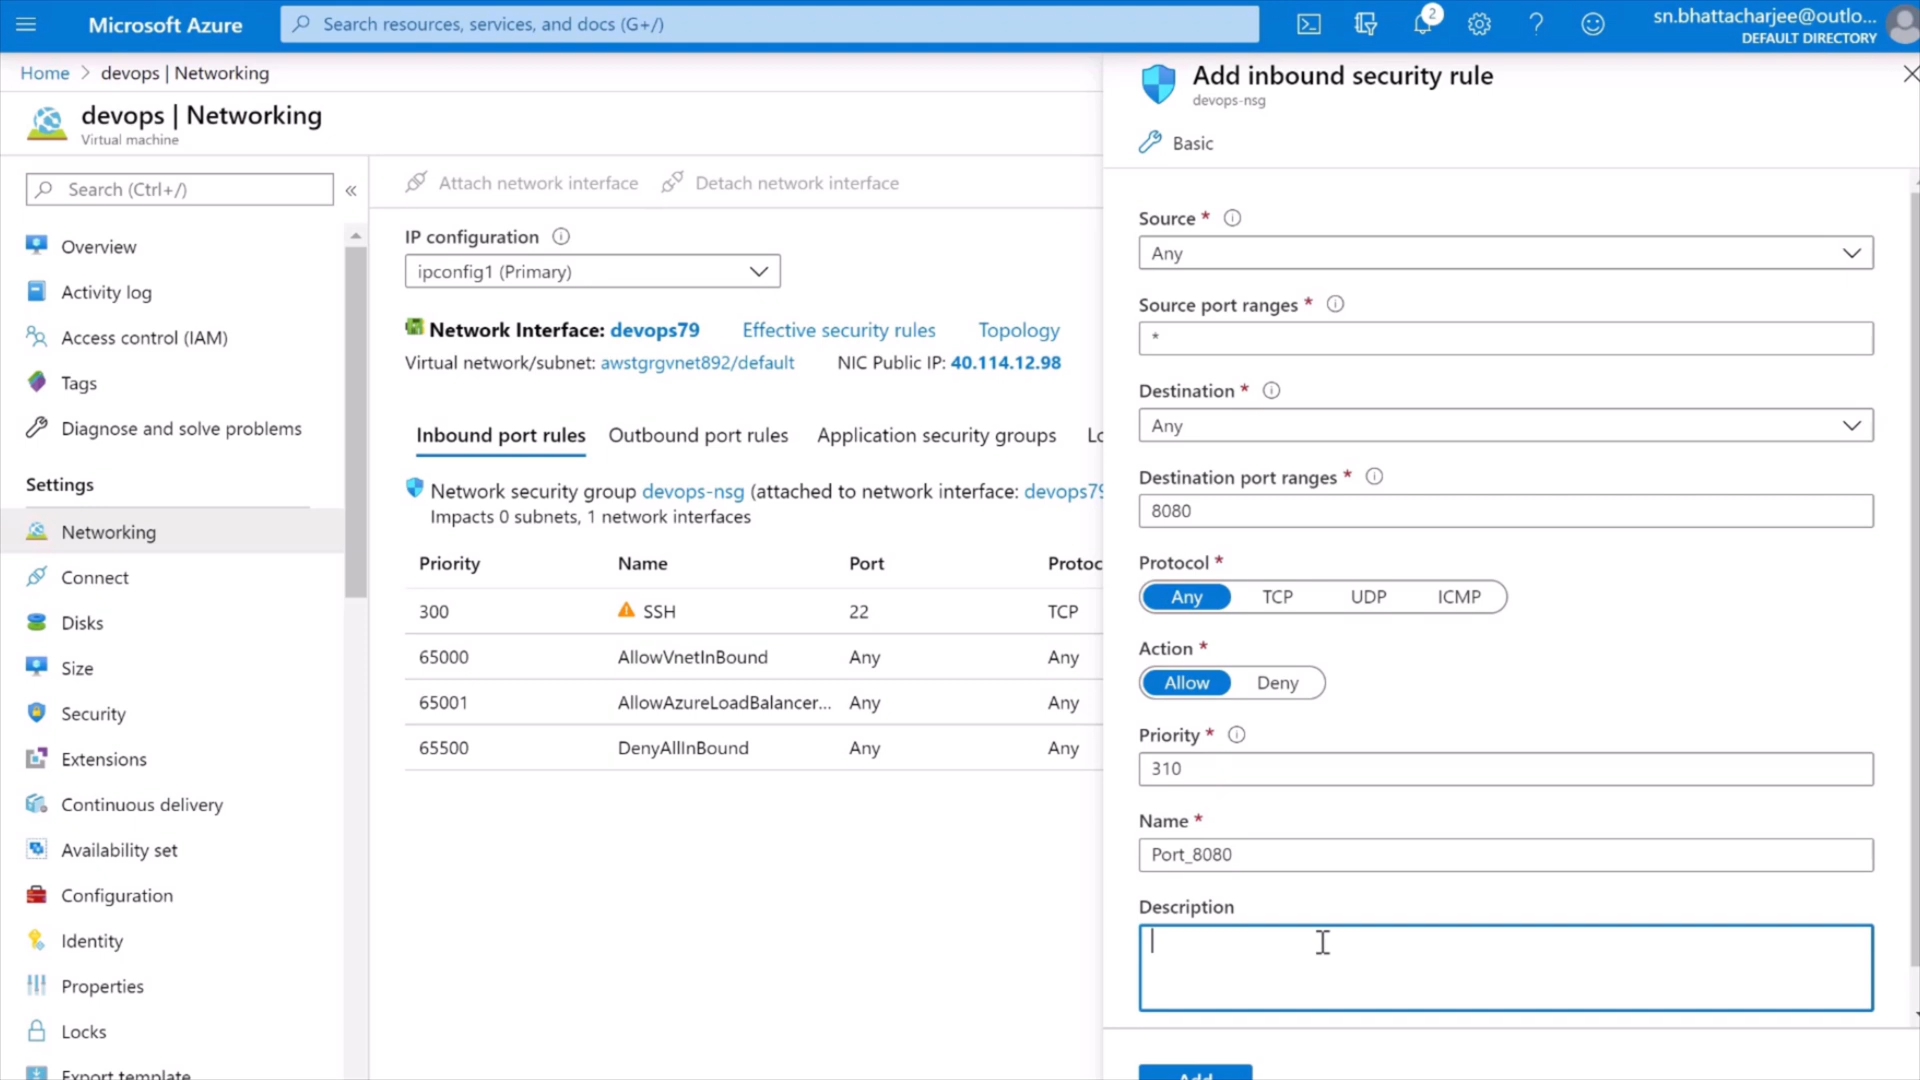 Microsoft Azure
Search resources, services, and docs (G+/)
2
sn.bhattacharjee@outlo...
DEFAULT DIRECTORY
Home > devops | Networking
devops | Networking
Virtual machine
Search (Ctrl+/)
«
Overview
Activity log
Access control (IAM)
Tags
Diagnose and solve problems
Settings
Networking
Connect
Disks
Size
Security
Extensions
Continuous delivery
Availability set
Configuration
Identity
Properties
Locks
Export template
Attach network interface
Detach network interface
IP configuration
ipconfig1 (Primary)
Network Interface: devops79 Effective security rules Topology
Virtual network/subnet: awstgrgvnet892/default NIC Public IP: 40.114.12.98
Inbound port rules Outbound port rules Application security groups Lo
Network security group devops-nsg (attached to network interface: devops79
Impacts 0 subnets, 1 network interfaces
Priority Name Port Protoc
300 SSH 22 TCP
65000 AllowVnetInBound Any Any
65001 AllowAzureLoadBalancer... Any Any
65500 DenyAllInBound Any Any
Add inbound security rule
devops-nsg
Basic
Source *
Any
Source port ranges *
*
Destination *
Any
Destination port ranges *
8080
Protocol *
Any TCP UDP ICMP
Action *
Allow Deny
Priority *
310
Name *
Port_8080
Description
Add